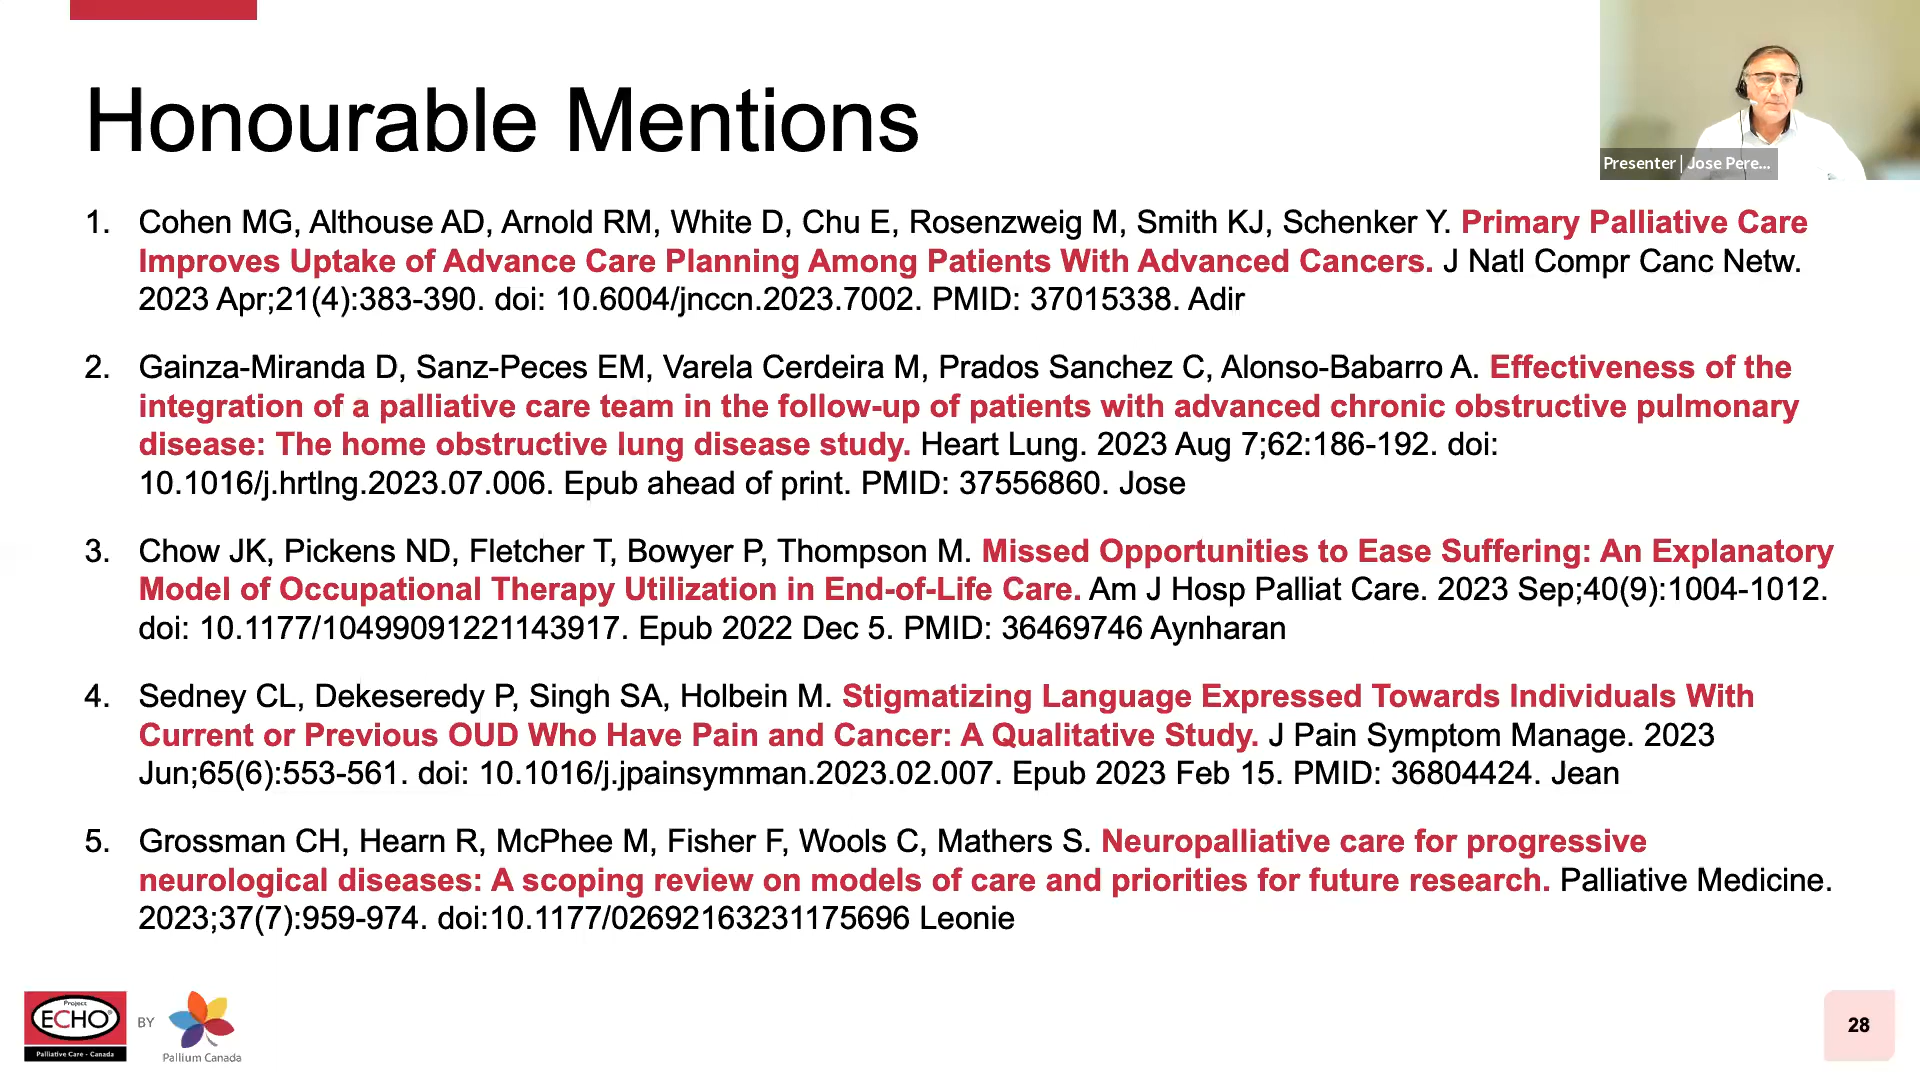 Honourable Mentions
Presenter | Jose Pere...
1. Cohen MG, Althouse AD, Arnold RM, White D, Chu E, Rosenzweig M, Smith KJ, Schenker Y. Primary Palliative Care
Improves Uptake of Advance Care Planning Among Patients With Advanced Cancers. J Natl Compr Canc Netw.
2023 Apr;21(4):383-390. doi: 10.6004/jnccn.2023.7002. PMID: 37015338. Adir
2. Gainza-Miranda D, Sanz-Peces EM, Varela Cerdeira M, Prados Sanchez C, Alonso-Babarro A. Effectiveness of the
integration of a palliative care team in the follow-up of patients with advanced chronic obstructive pulmonary
disease: The home obstructive lung disease study. Heart Lung. 2023 Aug 7;62:186-192. doi:
10.1016/j.hrtlng.2023.07.006. Epub ahead of print. PMID: 37556860. Jose
3. Chow JK, Pickens ND, Fletcher T, Bowyer P, Thompson M. Missed Opportunities to Ease Suffering: An Explanatory
Model of Occupational Therapy Utilization in End-of-Life Care. Am J Hosp Palliat Care. 2023 Sep;40(9):1004-1012.
doi: 10.1177/10499091221143917. Epub 2022 Dec 5. PMID: 36469746 Aynharan
4. Sedney CL, Dekeseredy P, Singh SA, Holbein M. Stigmatizing Language Expressed Towards Individuals With
Current or Previous OUD Who Have Pain and Cancer: A Qualitative Study. J Pain Symptom Manage. 2023
Jun;65(6):553-561. doi: 10.1016/j.jpainsymman.2023.02.007. Epub 2023 Feb 15. PMID: 36804424. Jean
5. Grossman CH, Hearn R, McPhee M, Fisher F, Wools C, Mathers S. Neuropalliative care for progressive
neurological diseases: A scoping review on models of care and priorities for future research. Palliative Medicine.
2023;37(7):959-974. doi:10.1177/02692163231175696 Leonie
Project
ECHO®
Palliative Care - Canada
BY
Pallium Canada
28